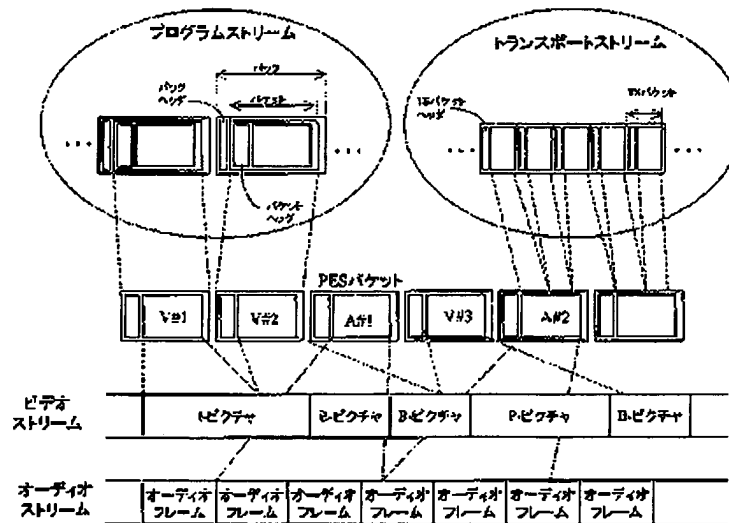 プログラムストリーム
パック
パック
ヘッダ
パケット
パケット
ヘッダ
トランスポートストリーム
TSパケット
TSパケット
ヘッダ
PESパケット
V#1
V#2
A#1
V#3
A#2
ビデオ
ストリーム
I-ピクチャ
B-ピクチャ
B-ピクチャ
P-ピクチャ
B-ピクチャ
オーディオ
ストリーム
オーディオ
フレーム
オーディオ
フレーム
オーディオ
フレーム
オーディオ
フレーム
オーディオ
フレーム
オーディオ
フレーム
オーディオ
フレーム